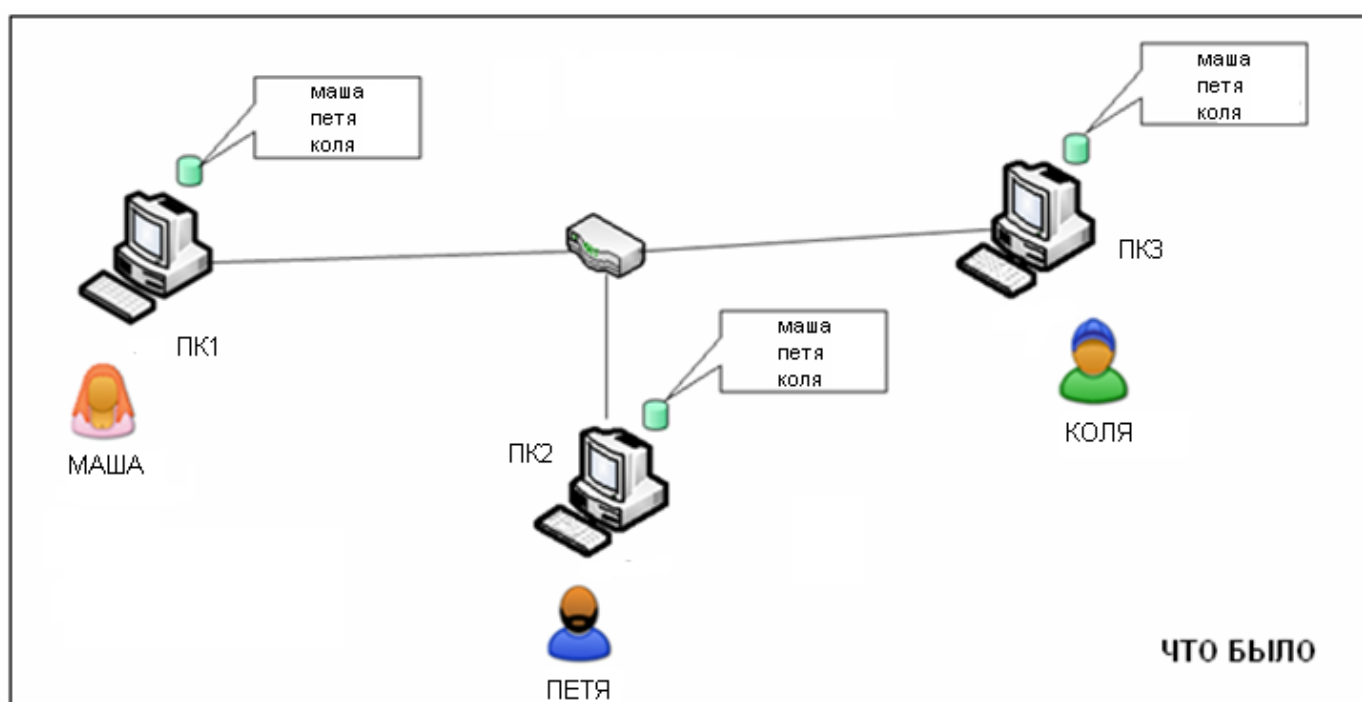 маша
петя
коля
маша
петя
коля
ПК1
ПК3
маша
петя
коля
МАША
ПК2
КОЛЯ
ПЕТЯ
ЧТО БЫЛО